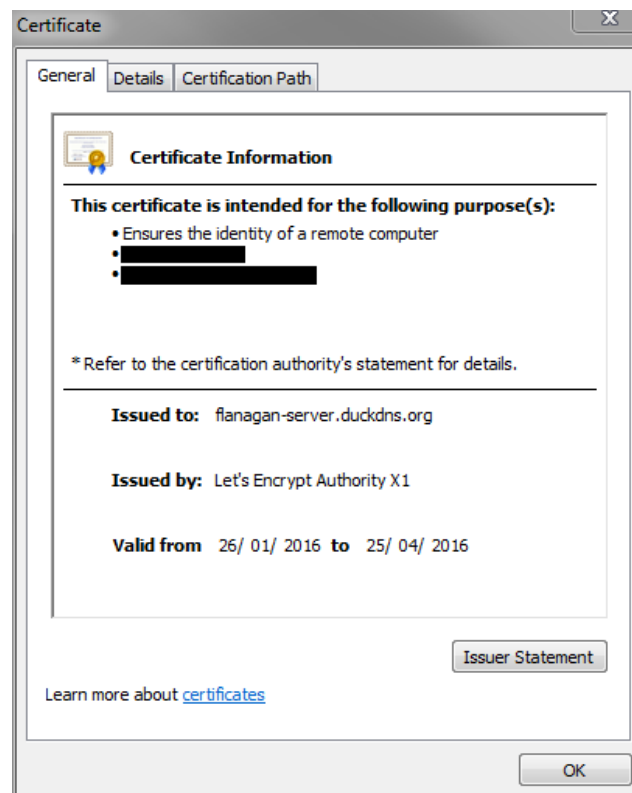 Certificate
General Details Certification Path
Certificate Information
This certificate is intended for the following purpose(s):
• Ensures the identity of a remote computer
•
•
* Refer to the certification authority's statement for details.
Issued to: flanagan-server.duckdns.org
Issued by: Let's Encrypt Authority X1
Valid from 26/ 01/ 2016 to 25/ 04/ 2016
Issuer Statement
Learn more about certificates
OK